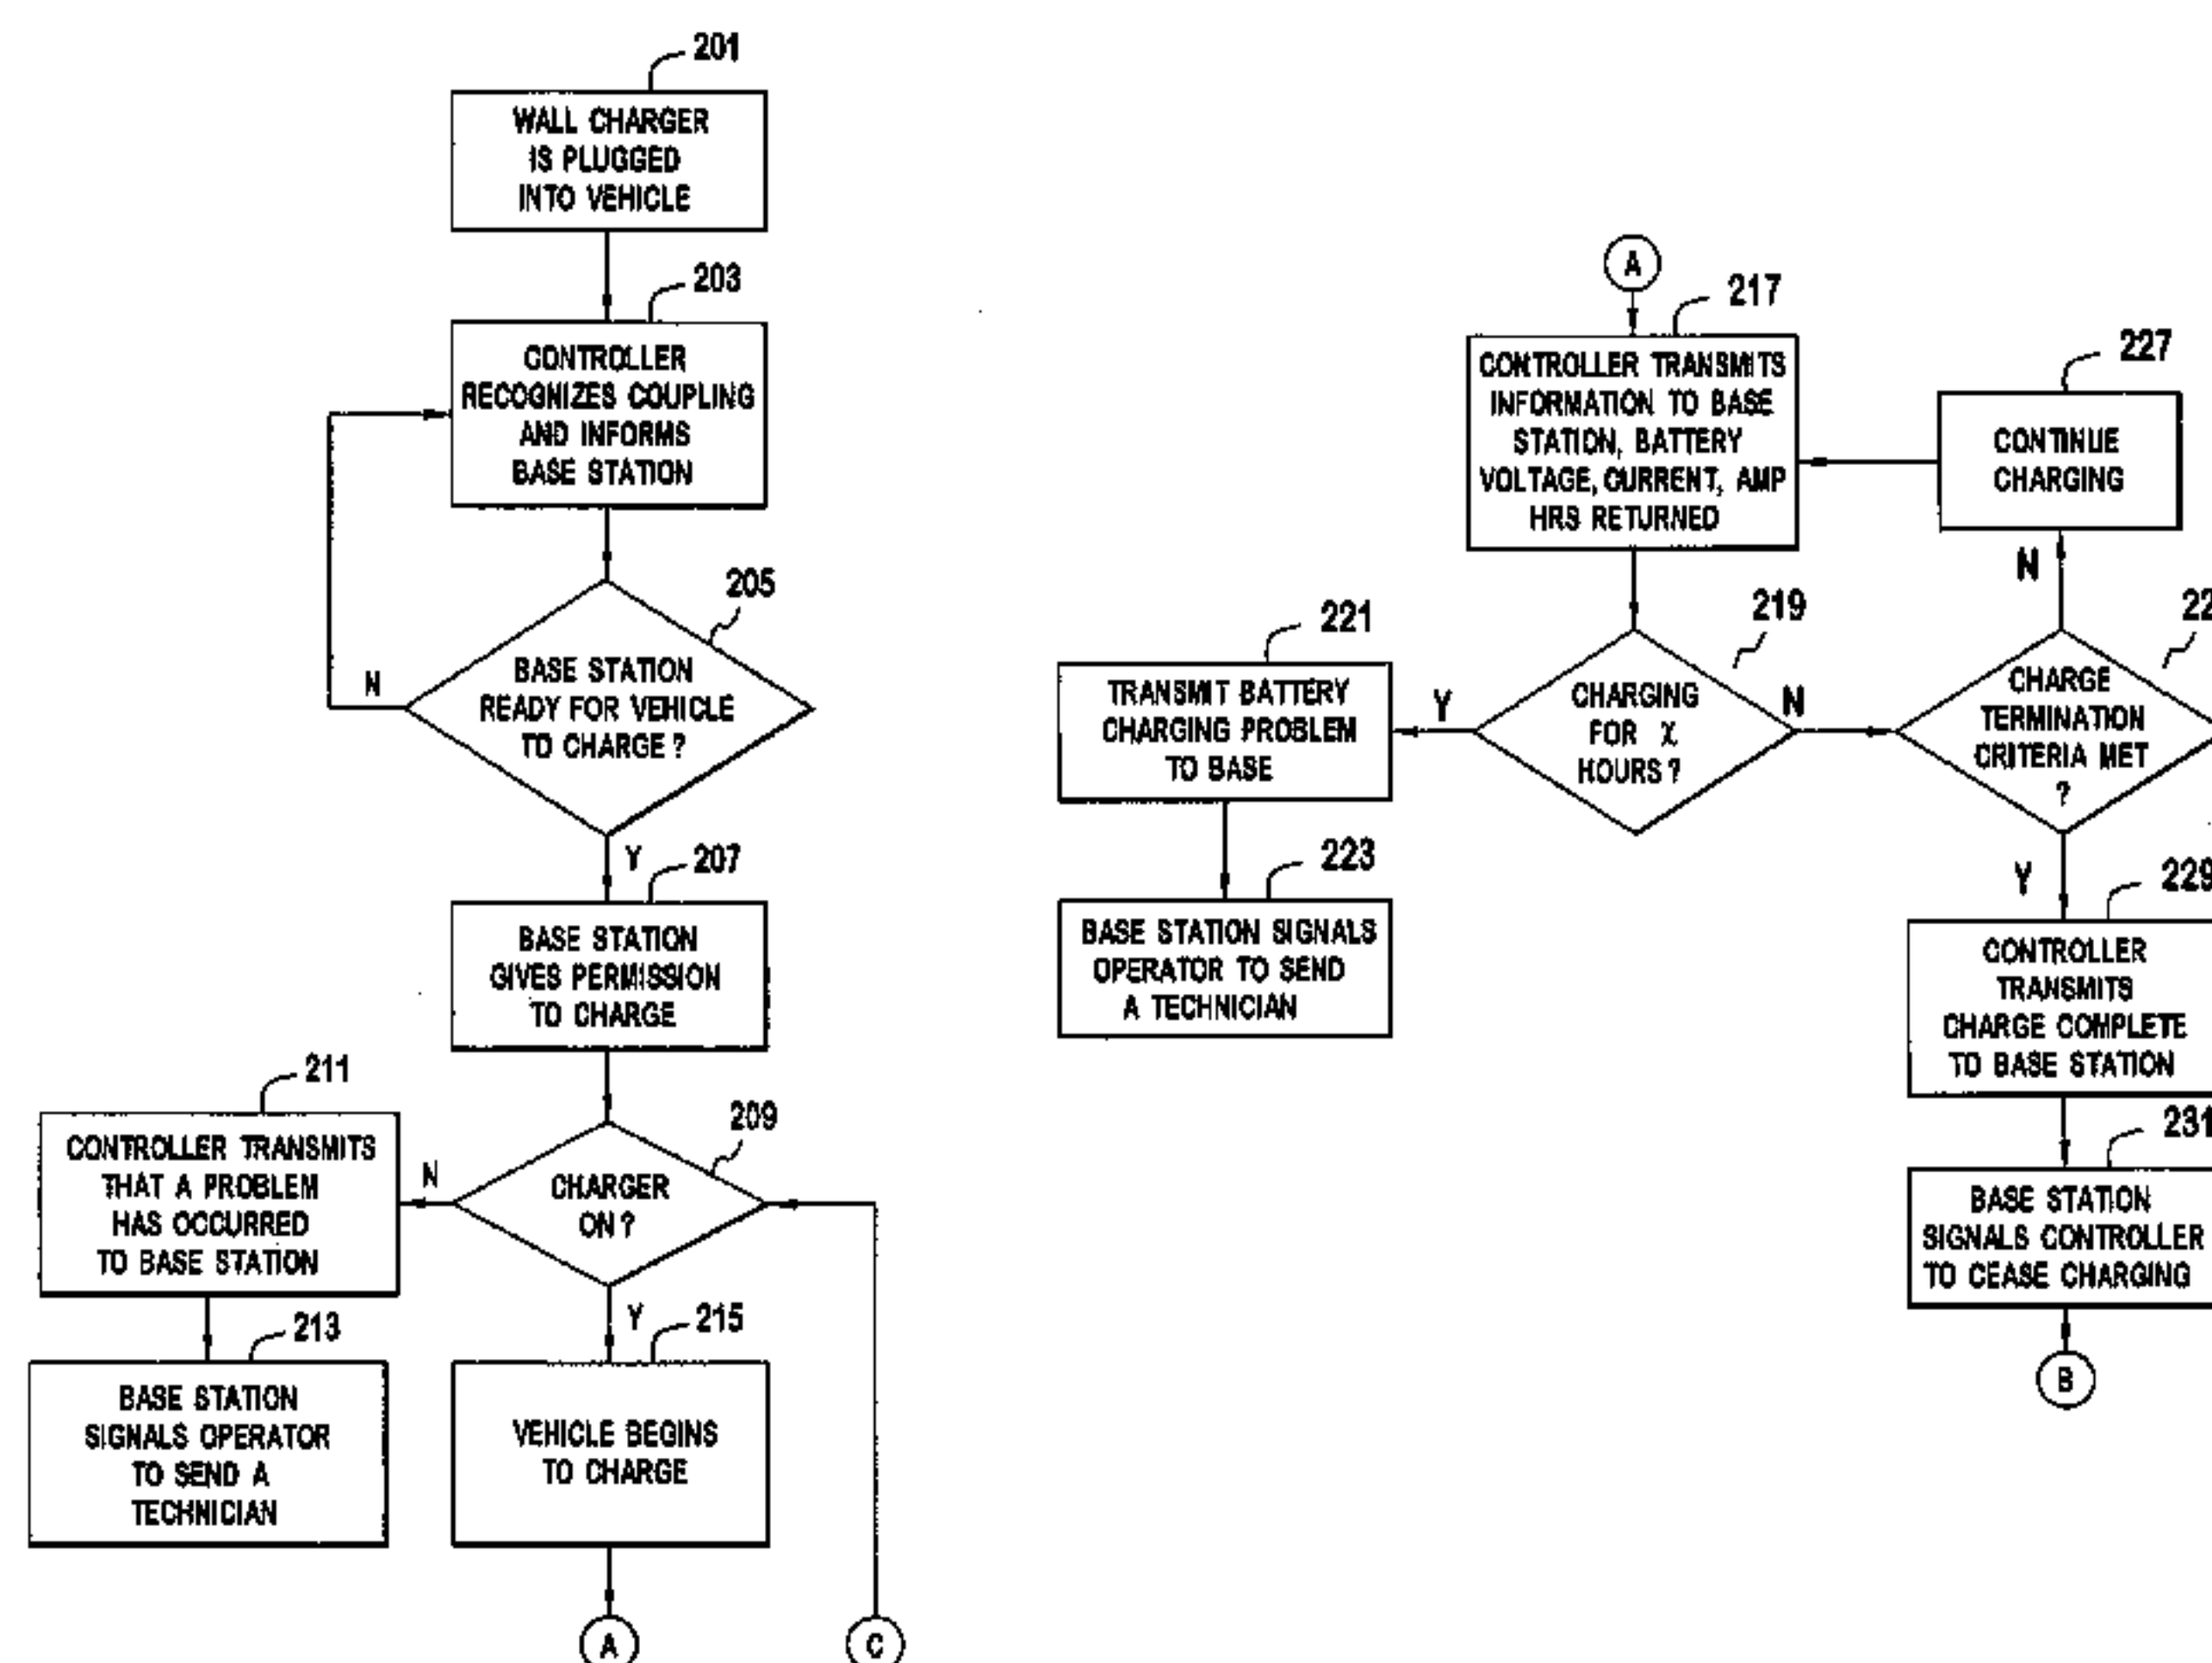 201
WALL CHARGER
IS PLUGGED
INTO VEHICLE
203
CONTROLLER
RECOGNIZES COUPLING
AND INFORMS
BASE STATION
205
BASE STATION
READY FOR VEHICLE
TO CHARGE?
N
Y
207
BASE STATION
GIVES PERMISSION
TO CHARGE
209
CHARGER
ON?
N
211
CONTROLLER TRANSMITS
THAT A PROBLEM
HAS OCCURRED
TO BASE STATION
213
BASE STATION
SIGNALS OPERATOR
TO SEND A
TECHNICIAN
Y
215
VEHICLE BEGINS
TO CHARGE
A
C
A
217
CONTROLLER TRANSMITS
INFORMATION TO BASE
STATION, BATTERY
VOLTAGE, CURRENT, AMP
HRS RETURNED
219
CHARGING
FOR X
HOURS?
Y
221
TRANSMIT BATTERY
CHARGING PROBLEM
TO BASE
223
BASE STATION SIGNALS
OPERATOR TO SEND
A TECHNICIAN
N
CHARGE
TERMINATION
CRITERIA MET
?
N
227
CONTINUE
CHARGING
Y
229
CONTROLLER
TRANSMITS
CHARGE COMPLETE
TO BASE STATION
231
BASE STATION
SIGNALS CONTROLLER
TO CEASE CHARGING
B